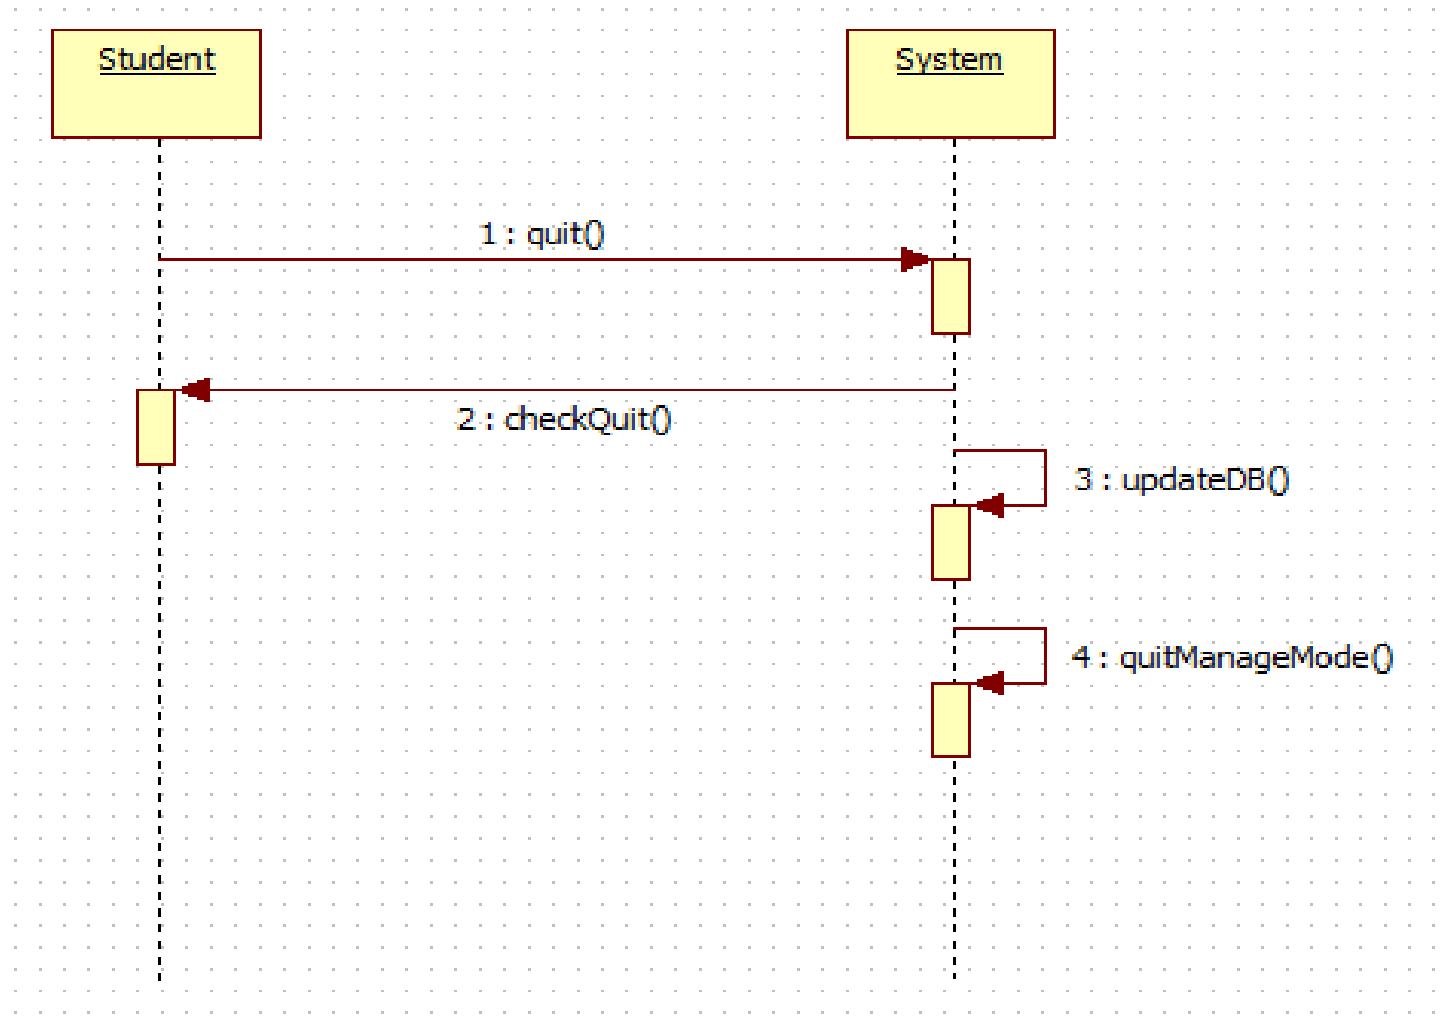 Student
System
1 : quit()
2 : checkQuit()
3 : updateDB()
4 : quitManageMode()